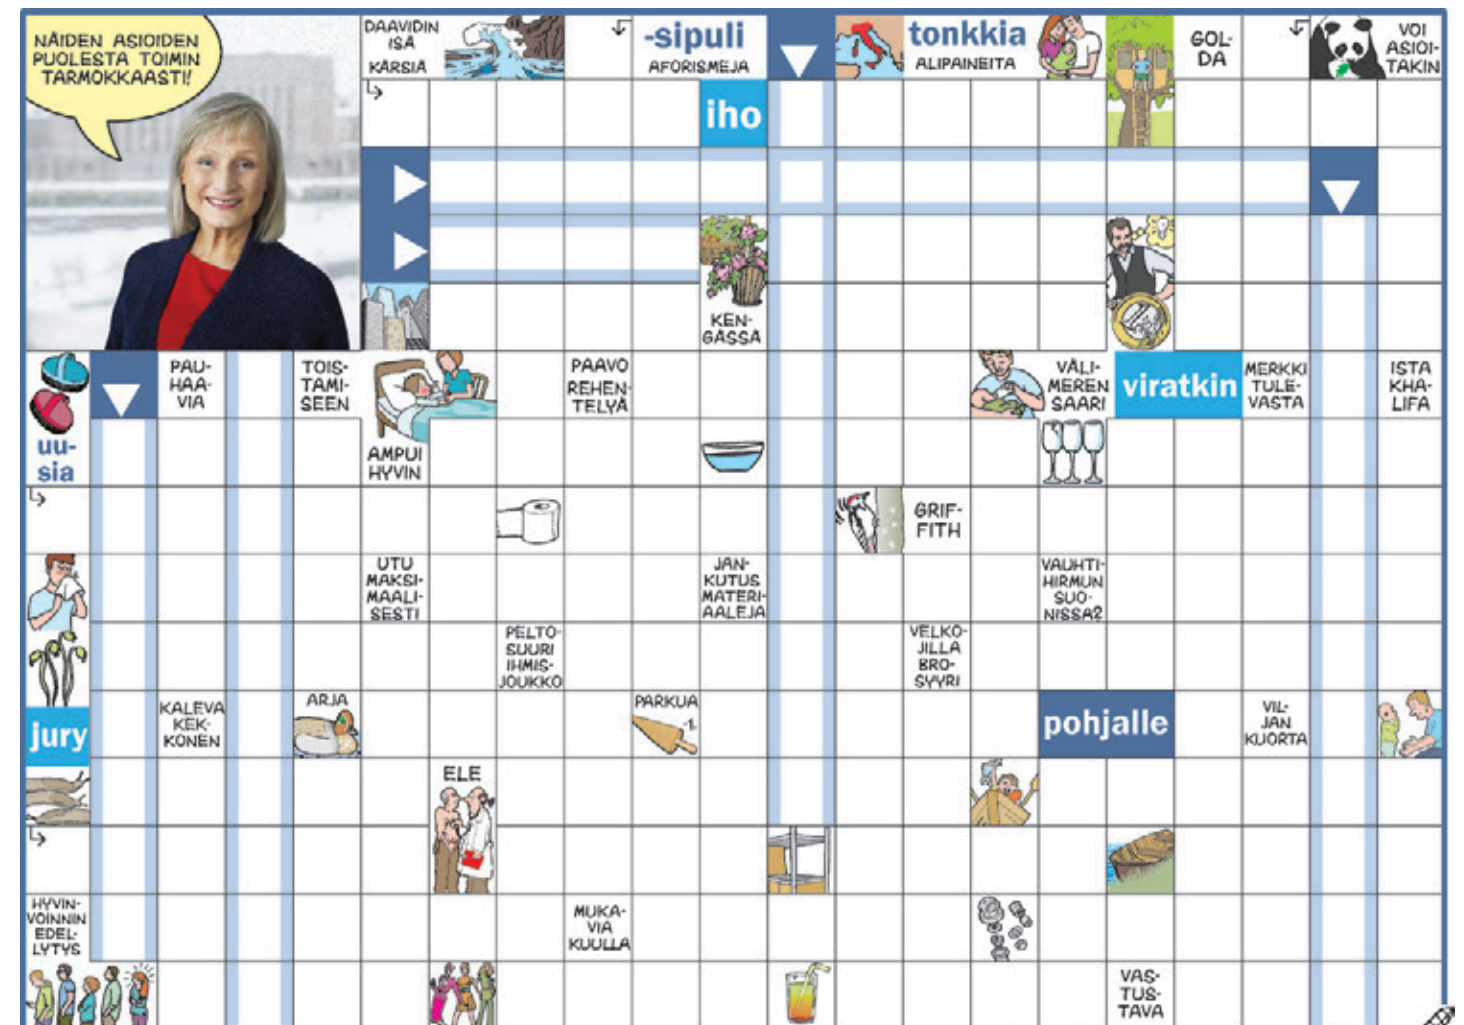 NÄIDEN ASIOIDEN
PUOLESTA TOIMIN
TARMOKKAASTI!
DAAVIDIN
ISÄ
KÄRSIÄ
-sipuli
AFORISMEJA
tonkkia
ALIPAINEITA
GOL-
DA
VOI
ASIOI-
TAKIN
iho
KEN-
GÄSSÄ
uu-
sia
PAU-
HAA-
VIA
TOIS-
TAMI-
SEEN
AMPUI
HYVIN
PAAVO
REHEN-
TELYÄ
VÄLI-
MEREN
SAARI
viratkin
MERKKI
TULE-
VASTA
ISTA
KHA-
LIFA
GRIF-
FITH
UTU
MAKSI-
MAALI-
SESTI
JAN-
KUTUS
MATERI-
AALEJA
VAUHTI-
HIRMUN
SUO-
NISSA?
PELTO-
SUURI
IHMIS-
JOUKKO
VELKO-
JILLA
BRO-
SYYRI
jury
KALEVA
KEK-
KONEN
ARJA
PARKUA
-1
pohjalle
VIL-
JAN
KUORTA
ELE
HYVIN-
VOINNIN
EDEL-
LYTYS
MUKA-
VIA
KUULLA
VAS-
TUS-
TAVA